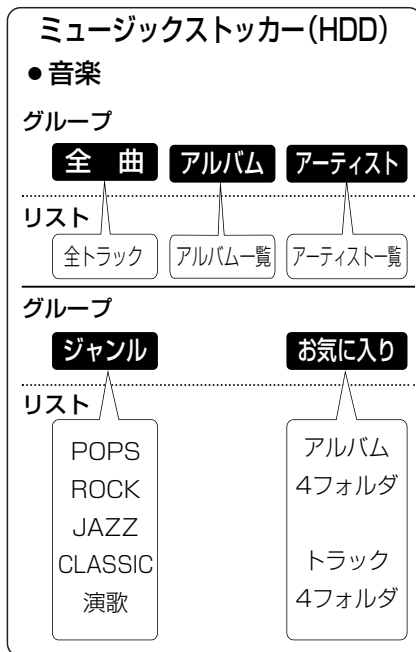 ミュージックストッカー(HDD)
●音楽
グループ
全 曲 アルバム アーティスト
リスト
全トラック アルバム一覧 アーティスト一覧
グループ
ジャンル お気に入り
リスト
POPS アルバム
ROCK 4フォルダ
JAZZ
CLASSIC トラック
演歌 4フォルダ